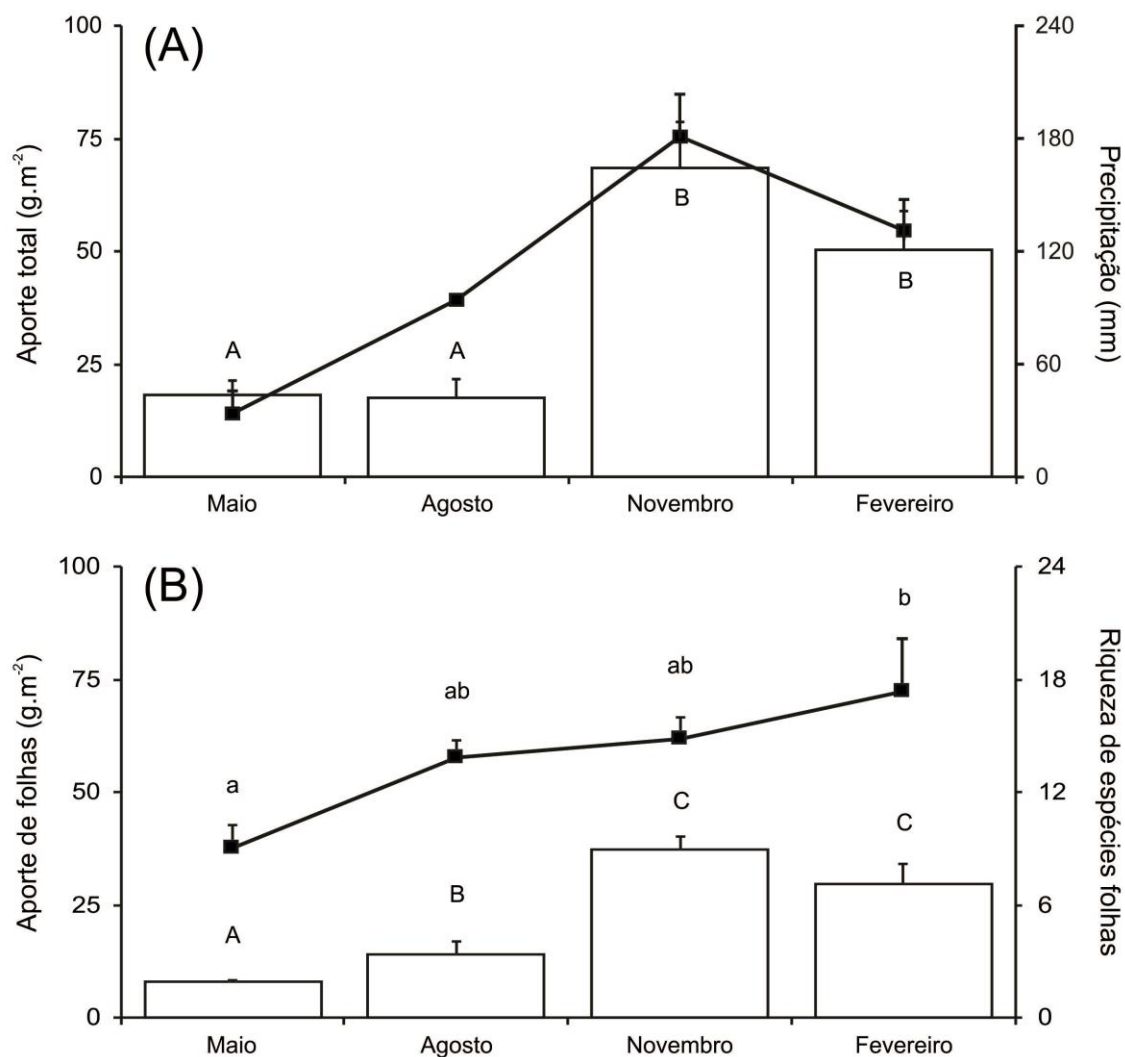 (A)
Aporte total (g.m⁻²)
100
75
50
25
0
A
A
B
B
240
180
120
60
0
Precipitação (mm)
Maio
Agosto
Novembro
Fevereiro
(B)
Aporte de folhas (g.m⁻²)
100
75
50
25
0
a
ab
ab
b
A
B
C
C
24
18
12
6
0
Riqueza de espécies folhas
Maio
Agosto
Novembro
Fevereiro